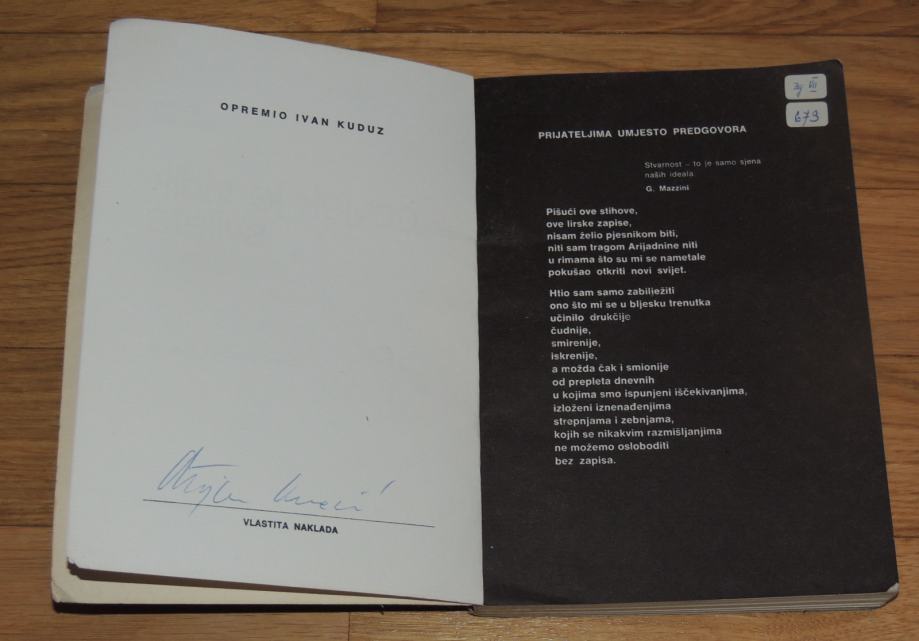 OPREMIO IVAN KUDUZ
VLASTITA NAKLADA
zg VII
673
PRIJATELJIMA UMJESTO PREDGOVORA
Stvarnost – to je samo sjena
naših ideala
G. Mazzini
Pišući ove stihove,
ove lirske zapise,
nisam želio pjesnikom biti,
niti sam tragom Arijadnine niti
u rimama što su mi se nametale
pokušao otkriti novi svijet.
Htio sam samo zabilježiti
ono što mi se u bljesku trenutka
učinilo drukčije
čudnije,
smirenije,
iskrenije,
a možda čak i smionije
od prepleta dnevnih
u kojima smo ispunjeni iščekivanjima,
izloženi iznenađenjima
strepnjama i zebnjama,
kojih se nikakvim razmišljanjima
ne možemo osloboditi
bez zapisa.